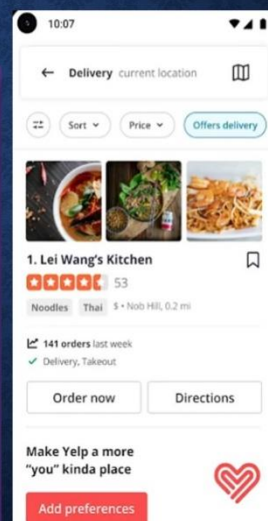 10:07
Delivery current location
Sort Price Offers delivery
1. Lei Wang's Kitchen
53
Noodles Thai $ • Nob Hill, 0.2 mi
141 orders last week
Delivery, Takeout
Order now Directions
Make Yelp a more
"you" kinda place
Add preferences